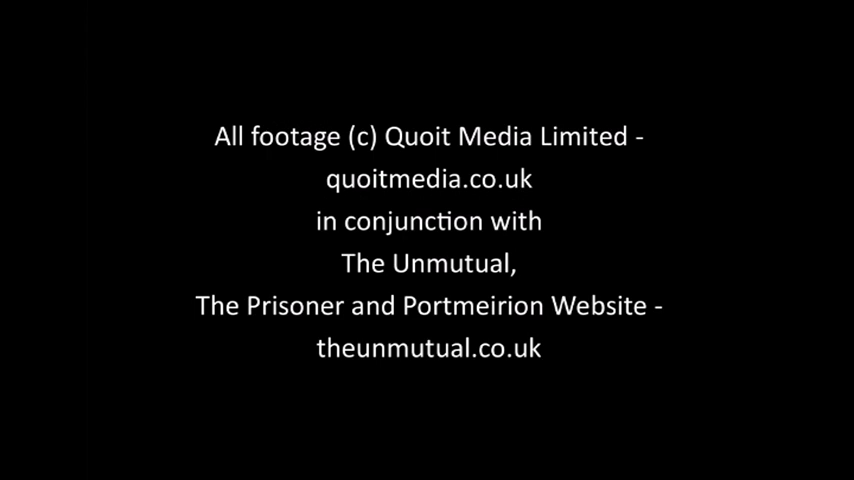 All footage (c) Quoit Media Limited -
quoitmedia.co.uk
in conjunction with
The Unmutual,
The Prisoner and Portmeirion Website -
theunmutual.co.uk